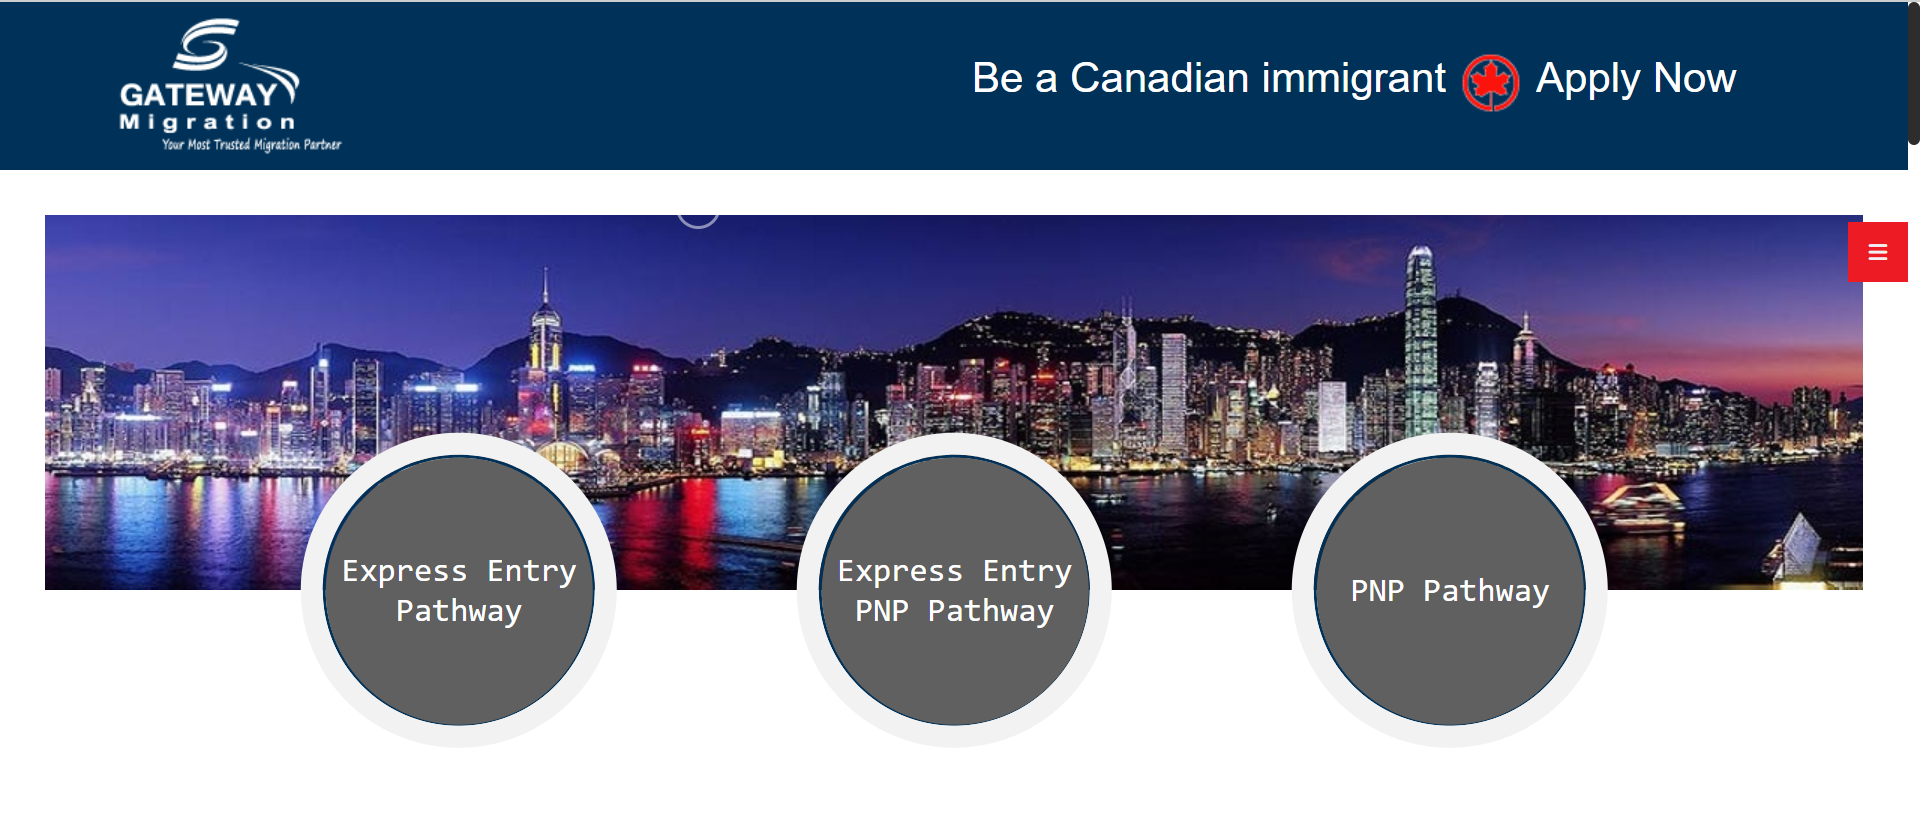 GATEWAY
Migration
Your Most Trusted Migration Partner
Be a Canadian immigrant Apply Now
PHILIPS
Express Entry
Pathway
Express Entry
PNP Pathway
PNP Pathway